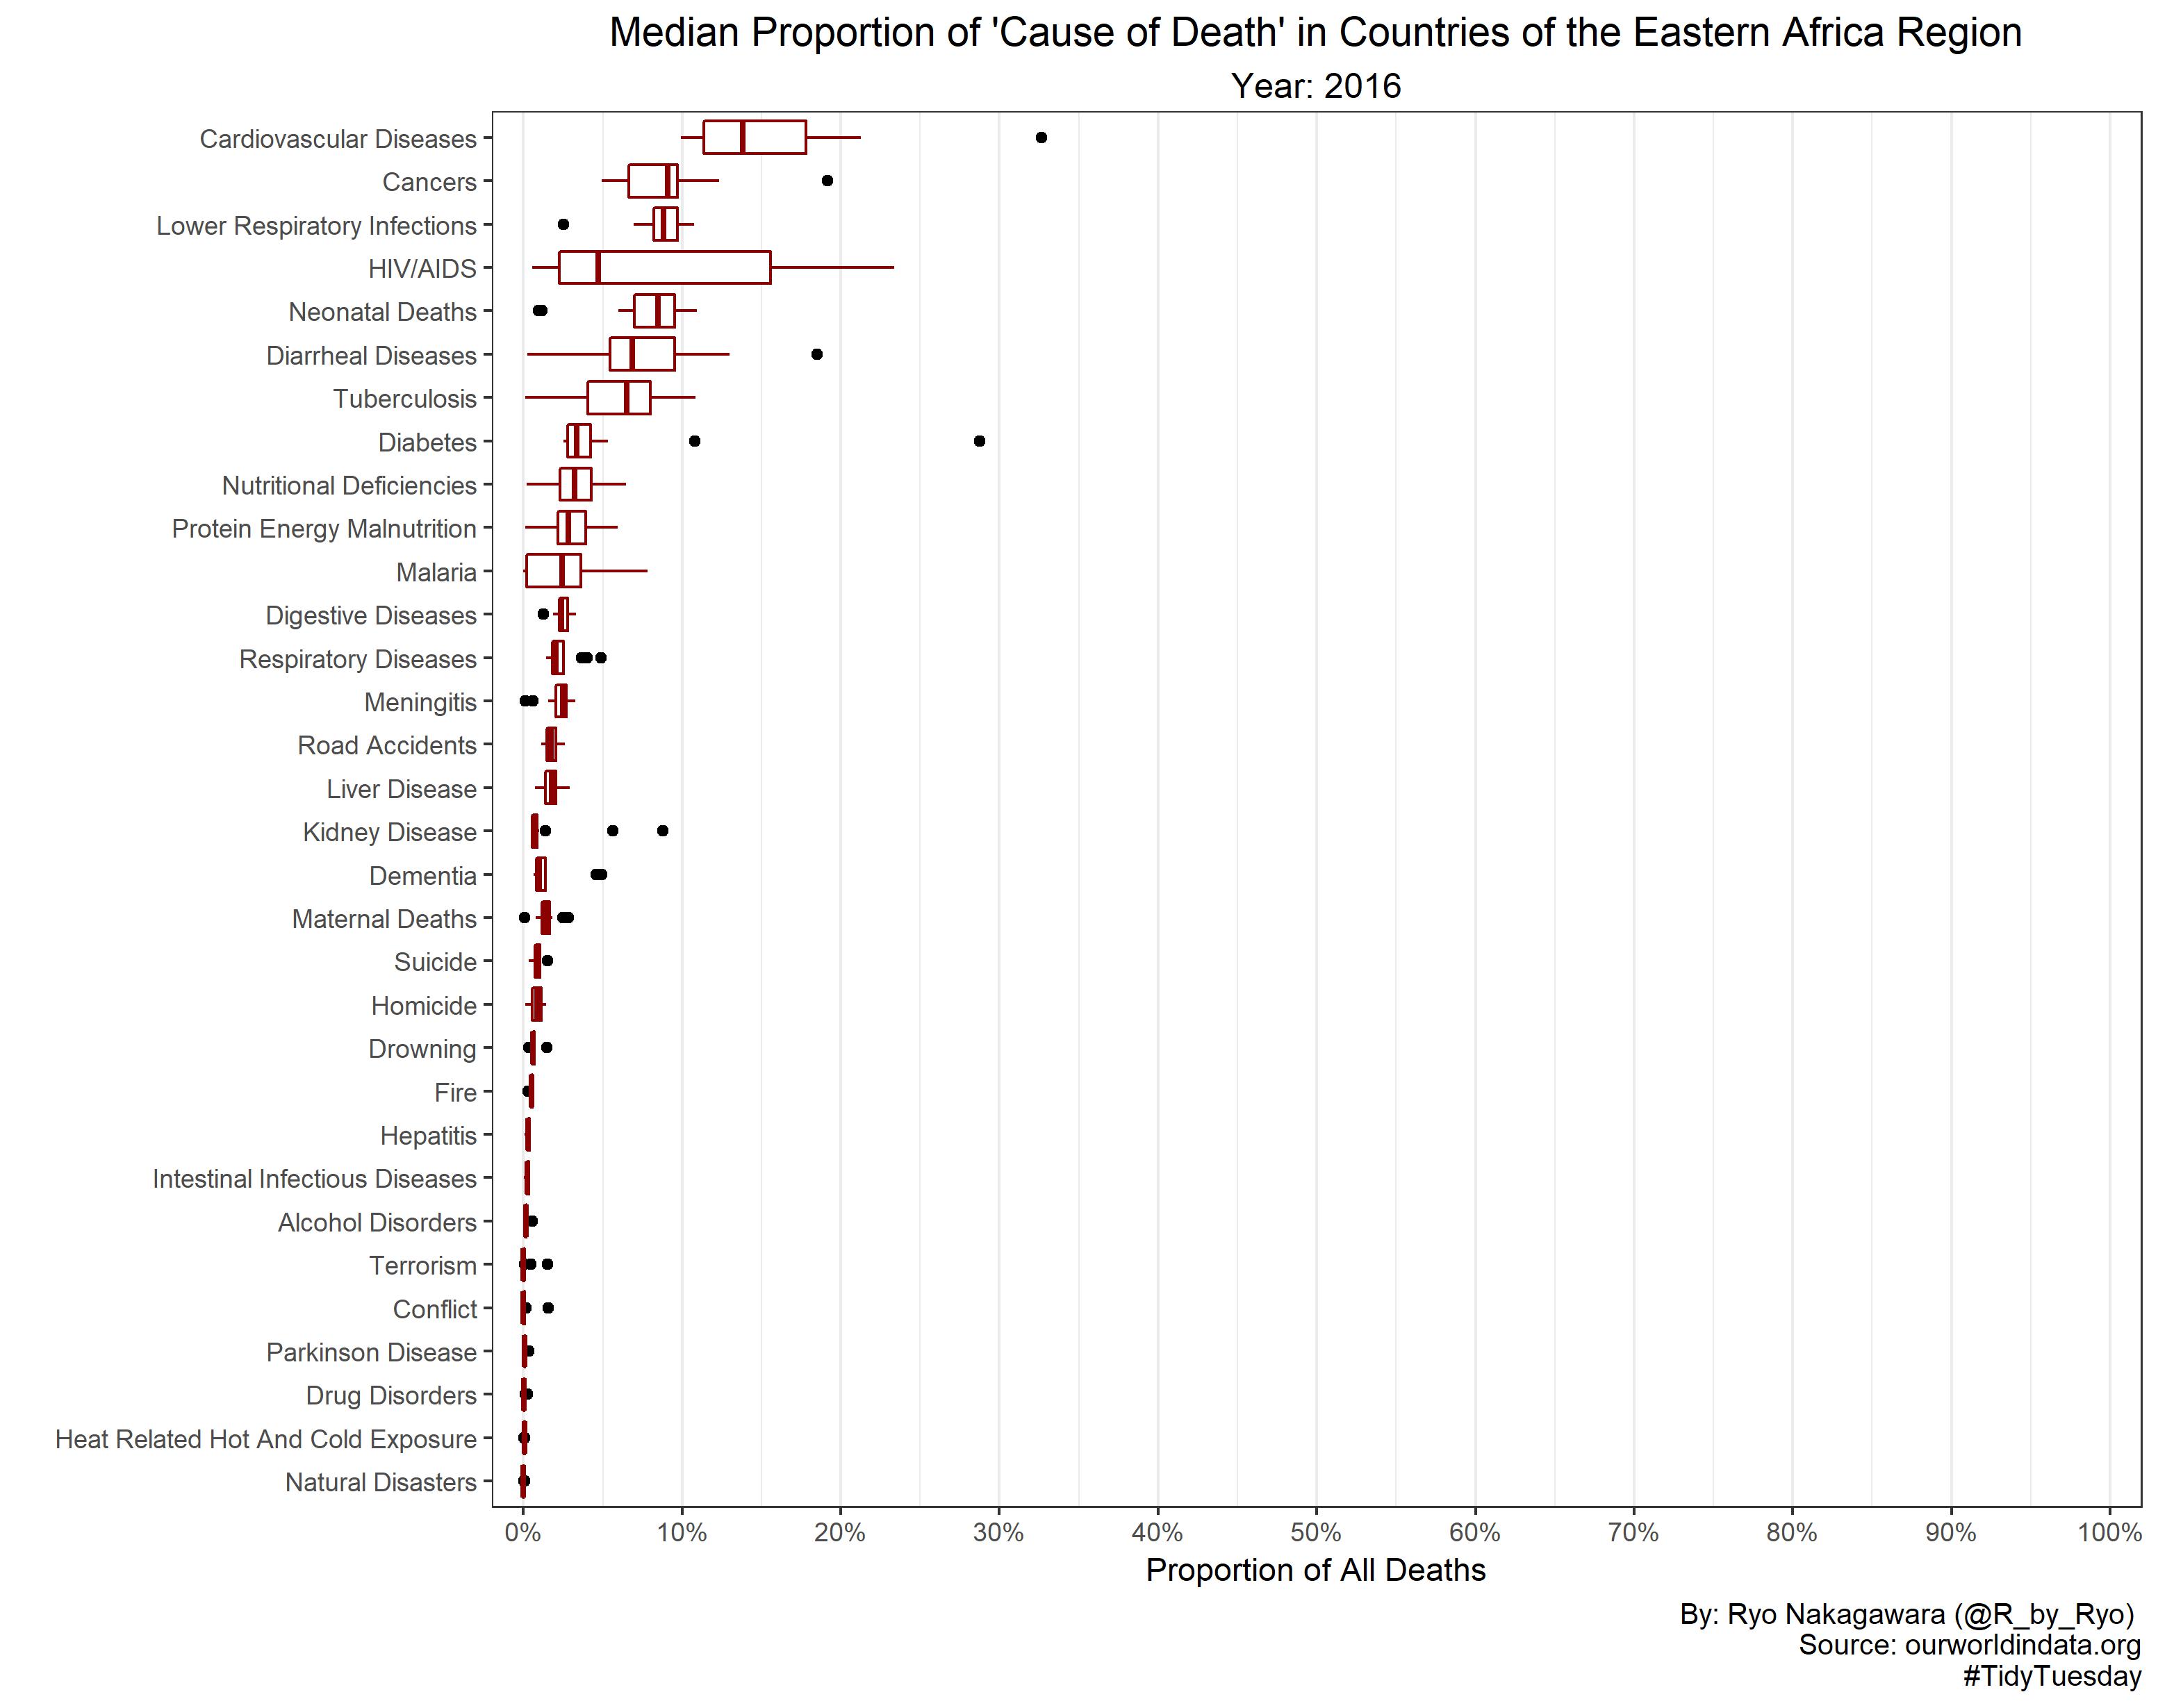 Median Proportion of 'Cause of Death' in Countries of the Eastern Africa Region
Year: 2016
Cardiovascular Diseases
Cancers
Lower Respiratory Infections
HIV/AIDS
Neonatal Deaths
Diarrheal Diseases
Tuberculosis
Diabetes
Nutritional Deficiencies
Protein Energy Malnutrition
Malaria
Digestive Diseases
Respiratory Diseases
Meningitis
Road Accidents
Liver Disease
Kidney Disease
Dementia
Maternal Deaths
Suicide
Homicide
Drowning
Fire
Hepatitis
Intestinal Infectious Diseases
Alcohol Disorders
Terrorism
Conflict
Parkinson Disease
Drug Disorders
Heat Related Hot And Cold Exposure
Natural Disasters
0% 10% 20% 30% 40% 50% 60% 70% 80% 90% 100%
Proportion of All Deaths
By: Ryo Nakagawara (@R_by_Ryo)
Source: ourworldindata.org
#TidyTuesday